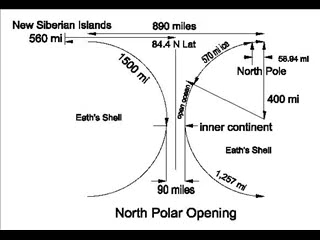 New Siberian Islands
890 miles
560 mi
84.4 N Lat
1500 mi
570 mi ice
58.94 mi
North Pole
open ocean
400 mi
Eath's Shell
inner continent
Eath's Shell
90 miles
1,257 mi
North Polar Opening